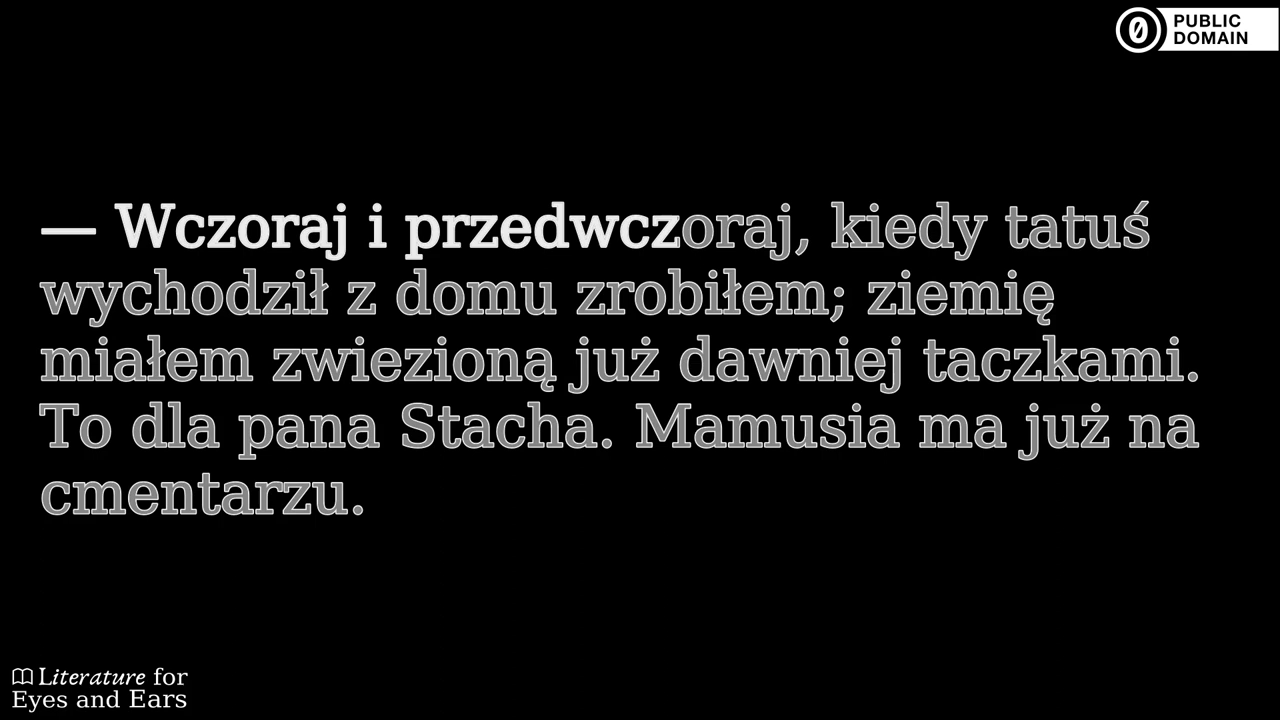 PUBLIC
DOMAIN
— Wczoraj i przedwczoraj, kiedy tatuś
wychodził z domu zrobiłem; ziemię
miałem zwiezioną już dawniej taczkami.
To dla pana Stacha. Mamusia ma już na
cmentarzu.
Literature for
Eyes and Ears